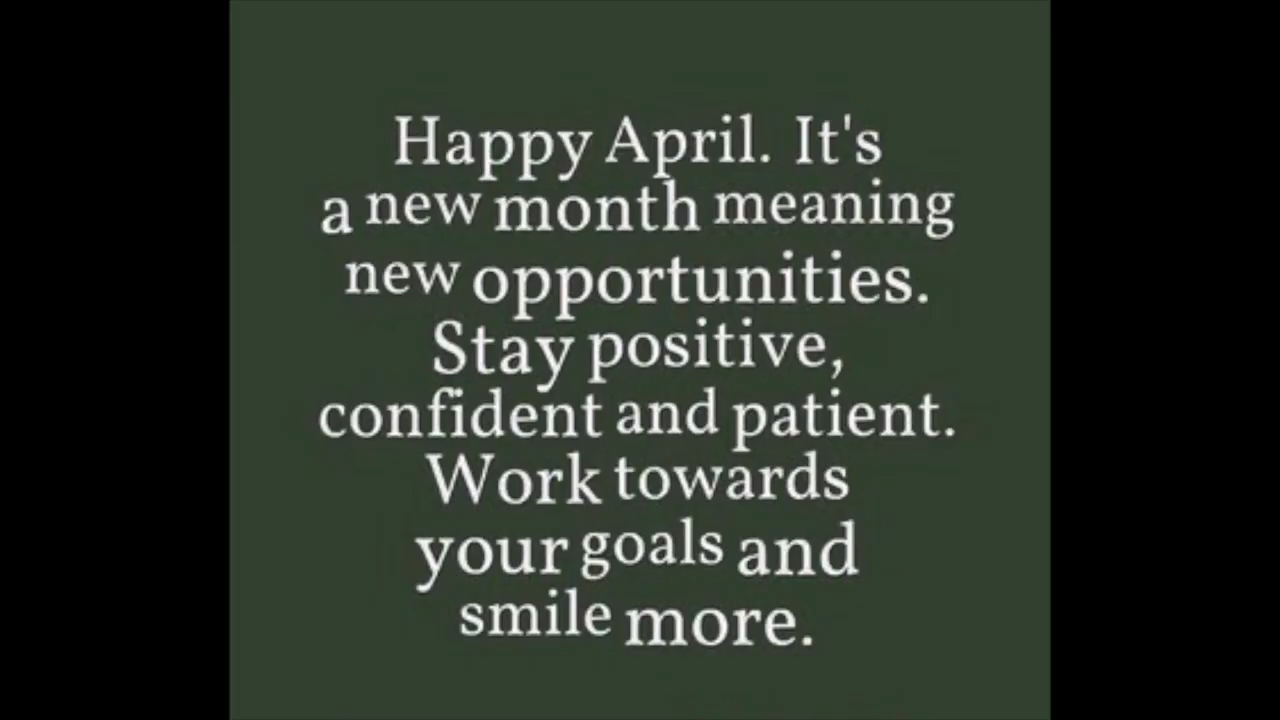 Happy April. It's
a new month meaning
new opportunities.
Stay positive,
confident and patient.
Work towards
your goals and
smile more.